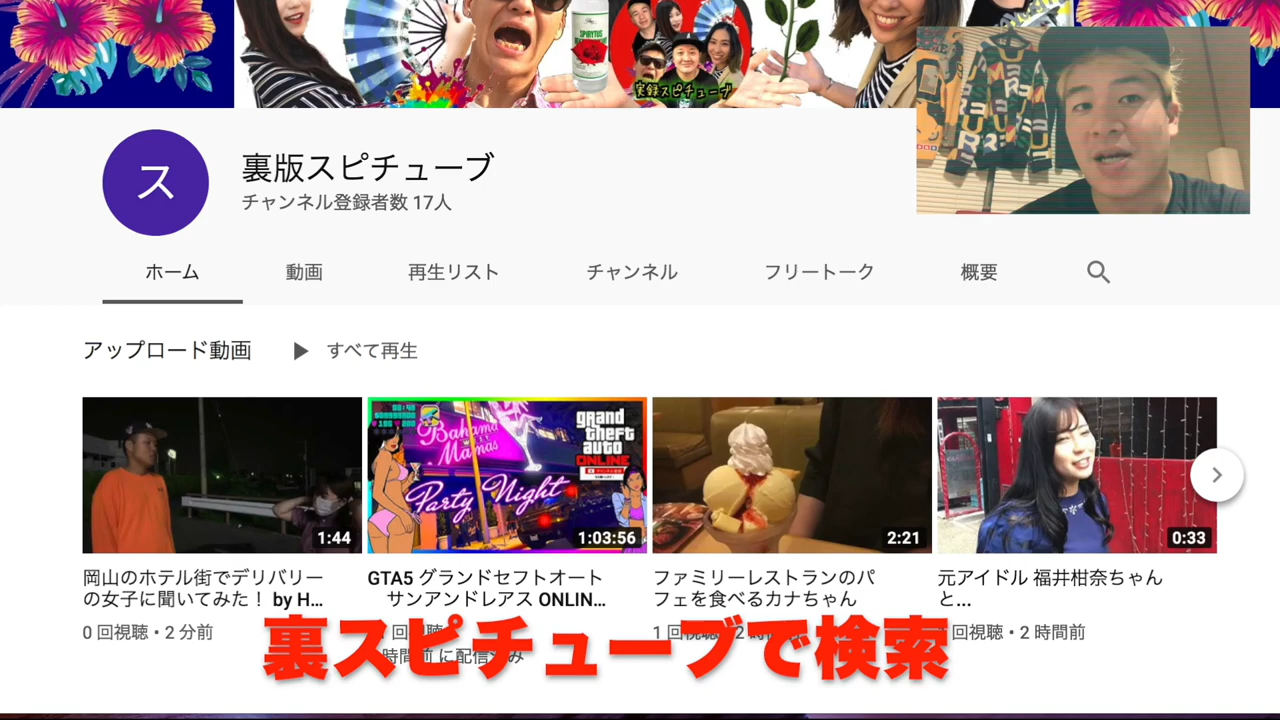 SPIRYTUS
実録スピチューブ
ス
裏版スピチューブ
チャンネル登録者数 17人
ホーム
動画
再生リスト
チャンネル
フリートーク
概要
アップロード動画
すべて再生
Bahama Mamas
Party Night
grand
theft
auto
ONLINE
1:44
1:03:56
2:21
0:33
岡山のホテル街でデリバリー
の女子に聞いてみた！ by H...
0 回視聴・2 分前
GTA5 グランドセフトオート
サンアンドレアス ONLIN...
ファミリーレストランのパ
フェを食べるカナちゃん
元アイドル 福井柑奈ちゃん
と...
回視聴・2 時間前
裏スピチューブで検索